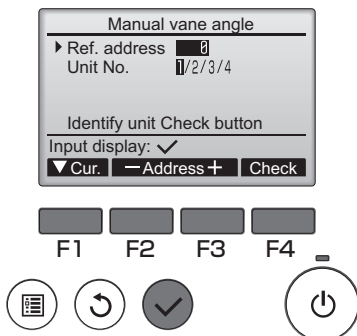 Manual vane angle
Ref. address 0
Unit No. 1/2/3/4
Identify unit Check button
Input display: ✓
▼Cur. −Address+ Check
F1 F2 F3 F4